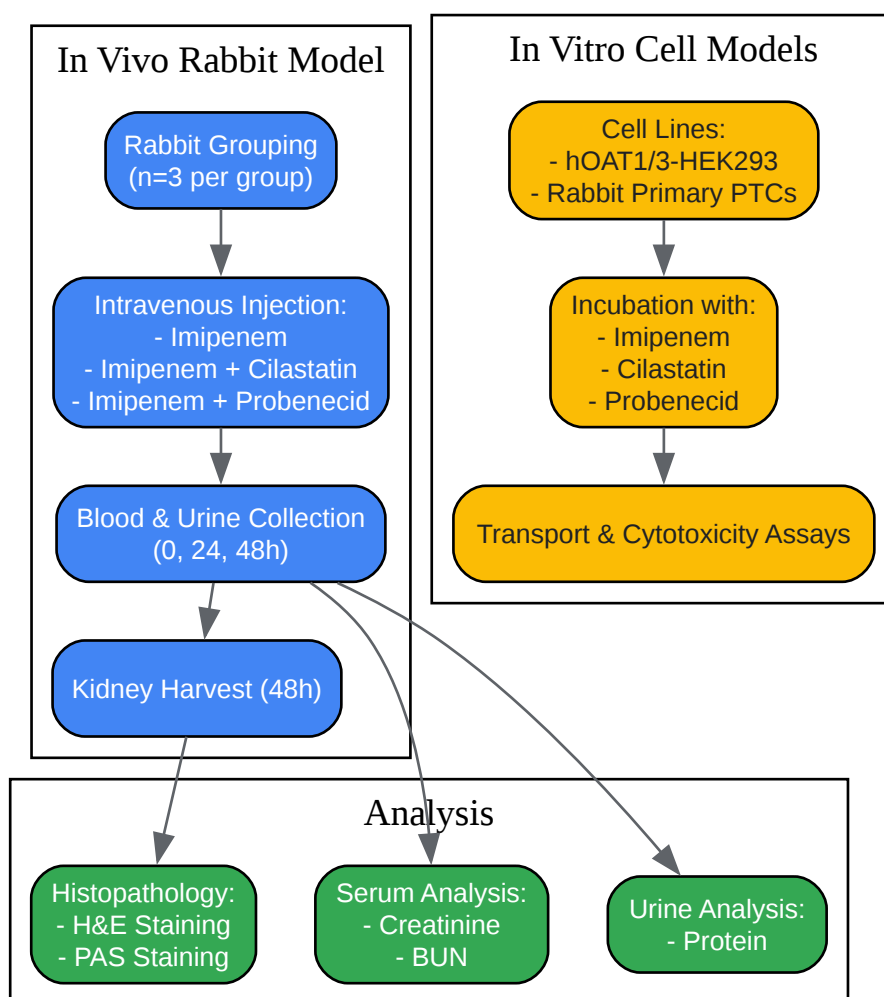 In Vivo Rabbit Model
Rabbit Grouping
(n=3 per group)
Intravenous Injection:
- Imipenem
- Imipenem + Cilastatin
- Imipenem + Probenecid
Blood & Urine Collection
(0, 24, 48h)
Kidney Harvest (48h)
In Vitro Cell Models
Cell Lines:
- hOAT1/3-HEK293
- Rabbit Primary PTCs
Incubation with:
- Imipenem
- Cilastatin
- Probenecid
Transport & Cytotoxicity Assays
Analysis
Histopathology:
- H&E Staining
- PAS Staining
Serum Analysis:
- Creatinine
- BUN
Urine Analysis:
- Protein